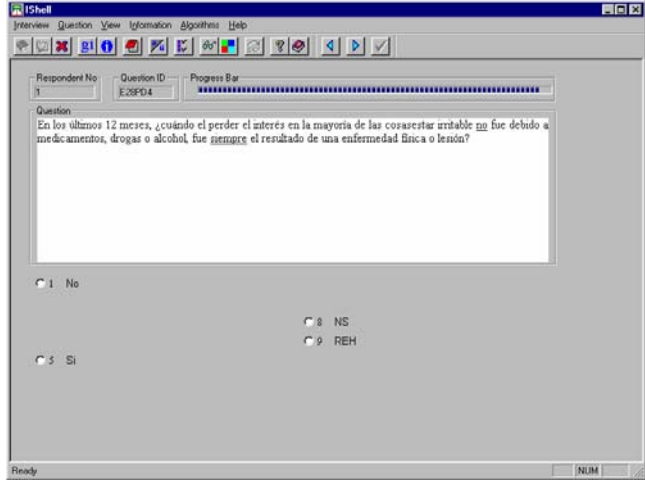 IShell
Interview Question View Information Algorithms Help
Respondent No
Question ID
Progress Bar
1
E28PD4
Question
En los últimos 12 meses, ¿cuándo el perder el interés en la mayoría de las cosasestar irritable no fue debido a
medicamentos, drogas o alcohol, fue siempre el resultado de una enfermedad física o lesión?
1 No
8 NS
9 REH
5 Si
Ready
NUM